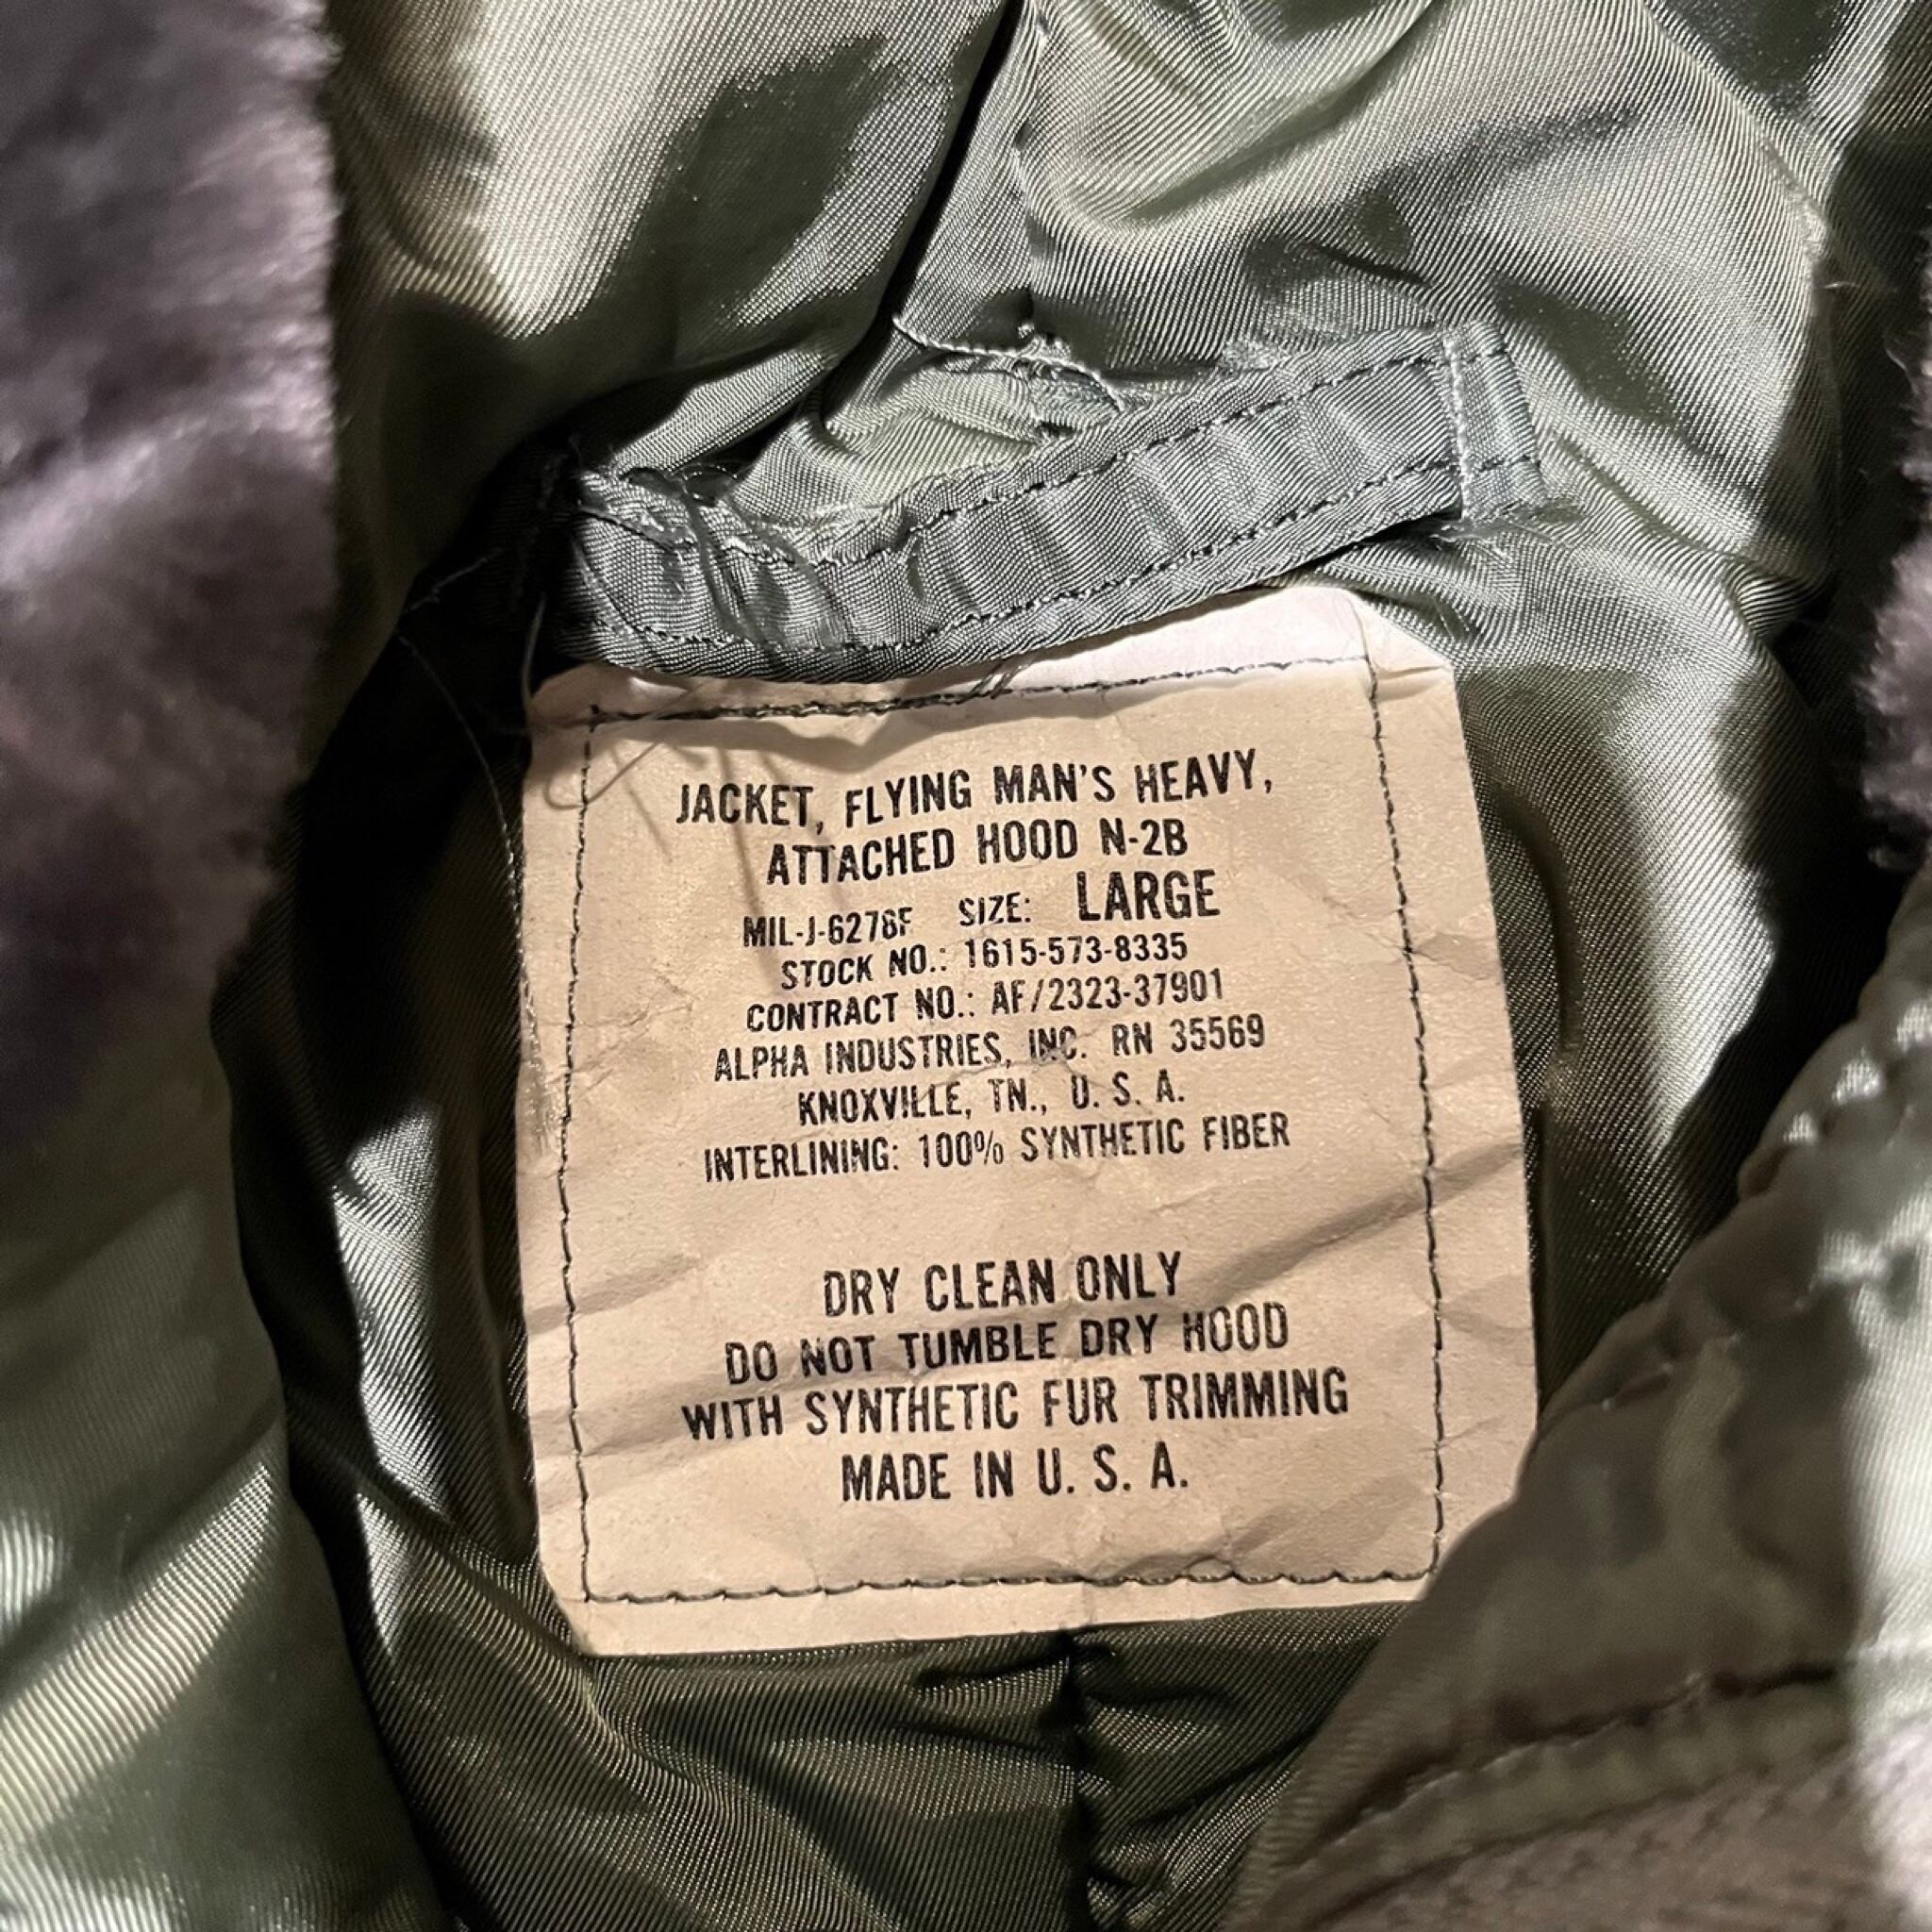 JACKET, FLYING MAN'S HEAVY,
ATTACHED HOOD N-2B
MIL-J-6278F SIZE: LARGE
STOCK NO.: 1615-573-8335
CONTRACT NO.: AF/2323-37901
ALPHA INDUSTRIES, INC. RN 35569
KNOXVILLE, TN., U. S. A.
INTERLINING: 100% SYNTHETIC FIBER
DRY CLEAN ONLY
DO NOT TUMBLE DRY HOOD
WITH SYNTHETIC FUR TRIMMING
MADE IN U. S. A.